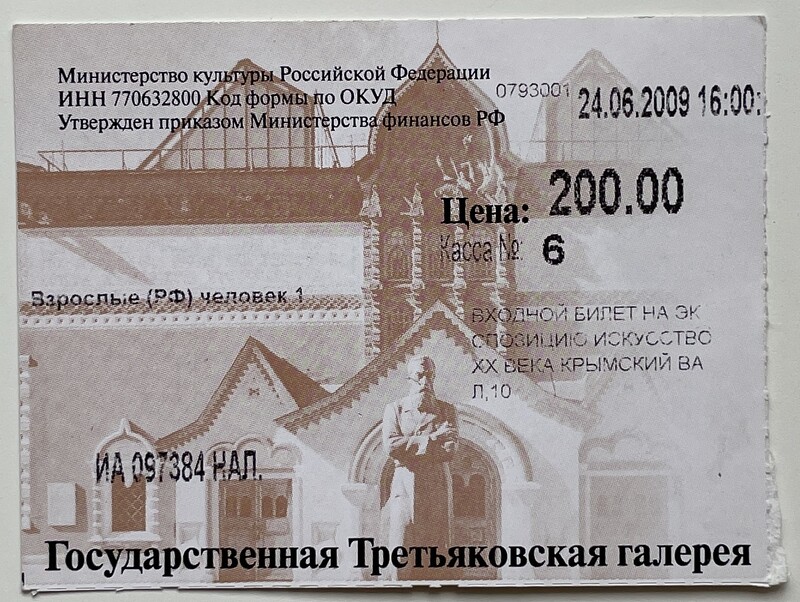 Министерство культуры Российской Федерации
ИНН 770632800 Код формы по ОКУД 0793001
Утвержден приказом Министерства финансов РФ
24.06.2009 16:00:
Цена: 200.00
Касса №: 6
Взрослые (РФ) человек 1
ВХОДНОЙ БИЛЕТ НА ЭК
СПОЗИЦИЮ ИСКУССТВО
XX ВЕКА КРЫМСКИЙ ВА
Л,10
ИА 097384 НАЛ.
Государственная Третьяковская галерея